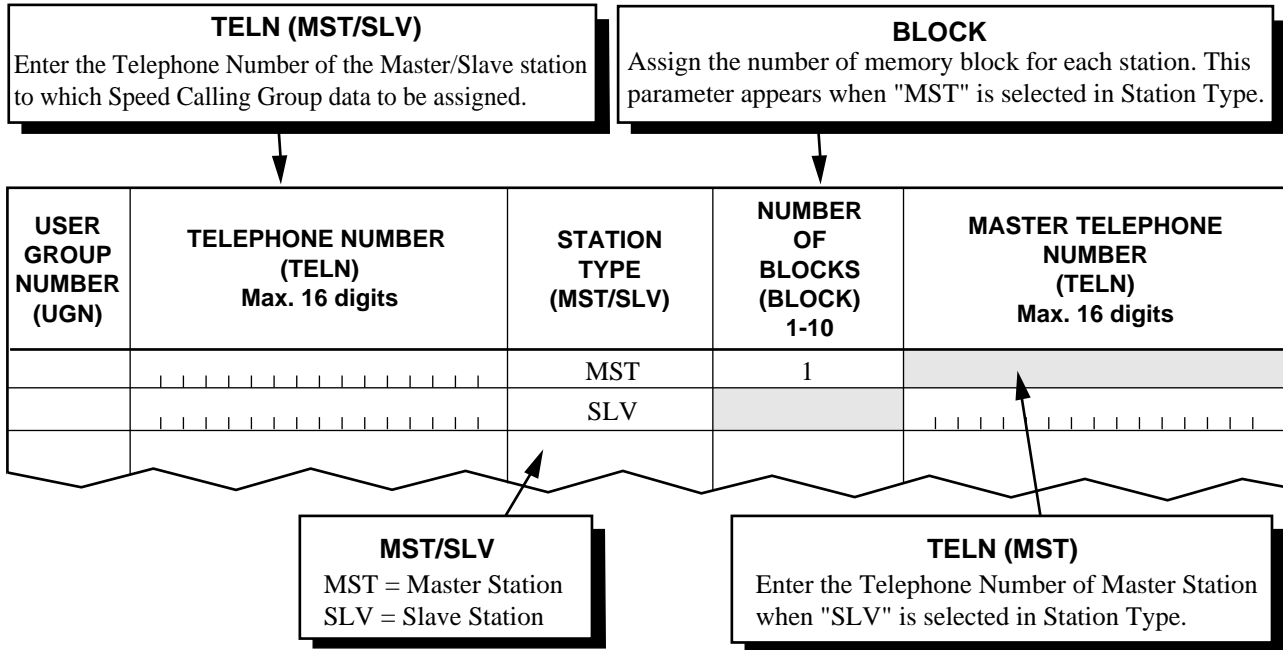 TELN (MST/SLV)
Enter the Telephone Number of the Master/Slave station
to which Speed Calling Group data to be assigned.
BLOCK
Assign the number of memory block for each station. This
parameter appears when "MST" is selected in Station Type.
USER
GROUP
NUMBER
(UGN)
TELEPHONE NUMBER
(TELN)
Max. 16 digits
STATION
TYPE
(MST/SLV)
NUMBER
OF
BLOCKS
(BLOCK)
1-10
MASTER TELEPHONE
NUMBER
(TELN)
Max. 16 digits
MST
1
SLV
MST/SLV
MST = Master Station
SLV = Slave Station
TELN (MST)
Enter the Telephone Number of Master Station
when "SLV" is selected in Station Type.